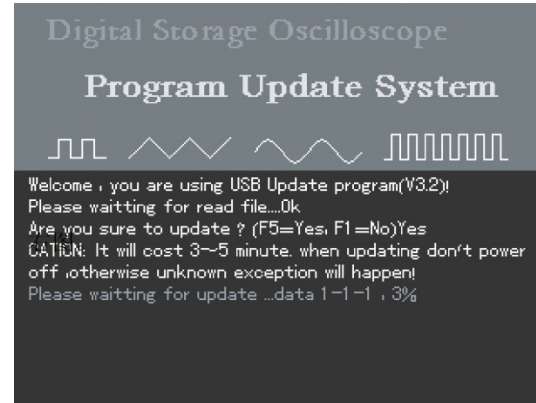 Digital Storage Oscilloscope
Program Update System
Welcome , you are using USB Update program(V3.2)!
Please waitting for read file....Ok
Are you sure to update ? (F5=Yes, F1=No)Yes
CATION: It will cost 3~5 minute. when updating don't power
off ,otherwise unknown exception will happen!
Please waitting for update ...data 1-1-1 , 3%